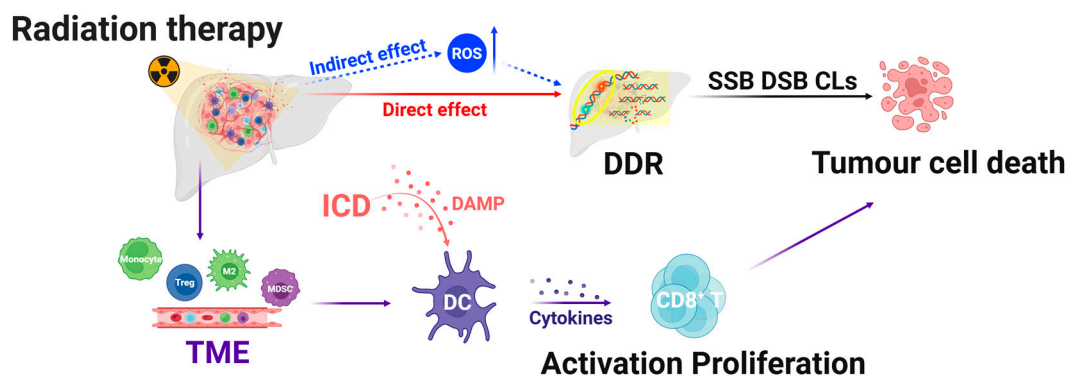 Radiation therapy
Indirect effect
ROS
Direct effect
SSB DSB CLs
DDR
Tumour cell death
ICD
DAMP
Monocyte
Treg
M2
MDSC
TME
DC
Cytokines
CD8⁺ T
Activation Proliferation